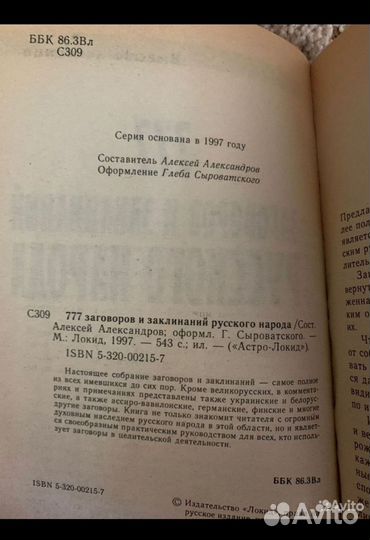 ББК 86.3Вл
С309
Серия основана в 1997 году
Составитель Алексей Александров
Оформление Глеба Сыроватского
С309 777 заговоров и заклинаний русского народа/Сост.
Алексей Александров; оформл. Г. Сыроватского. —
М.: Локид, 1997. — 543 с.; ил. — («Астро-Локид»).
ISBN 5-320-00215-7
Настоящее собрание заговоров и заклинаний — самое полное
из всех имевшихся до сих пор. Кроме великорусских, в коммента-
риях и примечаниях представлены также украинские и белорус-
ские, а также ассиро-вавилонские, германские, финские и многие
другие заговоры. Книга не только знакомит читателя с огромным
духовным наследием русского народа в этой области, но и является
своеобразным практическим руководством для всех, кто исполь-
зует заговоры в целительской деятельности.
ББК 86.3Вл
ISBN 5-320-00215-7
© Издательство «Локид»
русское издание
Avito
Avito